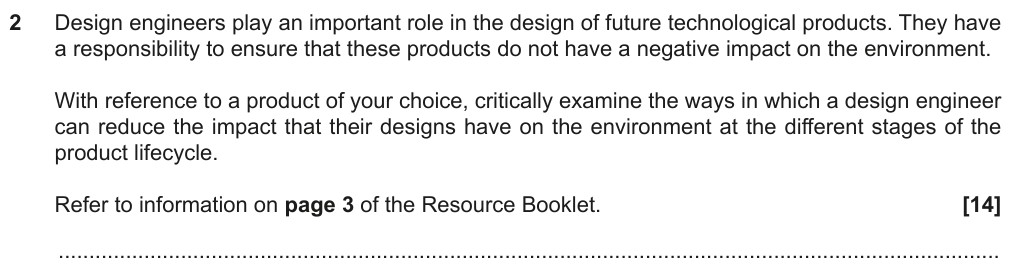 2 Design engineers play an important role in the design of future technological products. They have
a responsibility to ensure that these products do not have a negative impact on the environment.
With reference to a product of your choice, critically examine the ways in which a design engineer
can reduce the impact that their designs have on the environment at the different stages of the
product lifecycle.
Refer to information on page 3 of the Resource Booklet. [14]